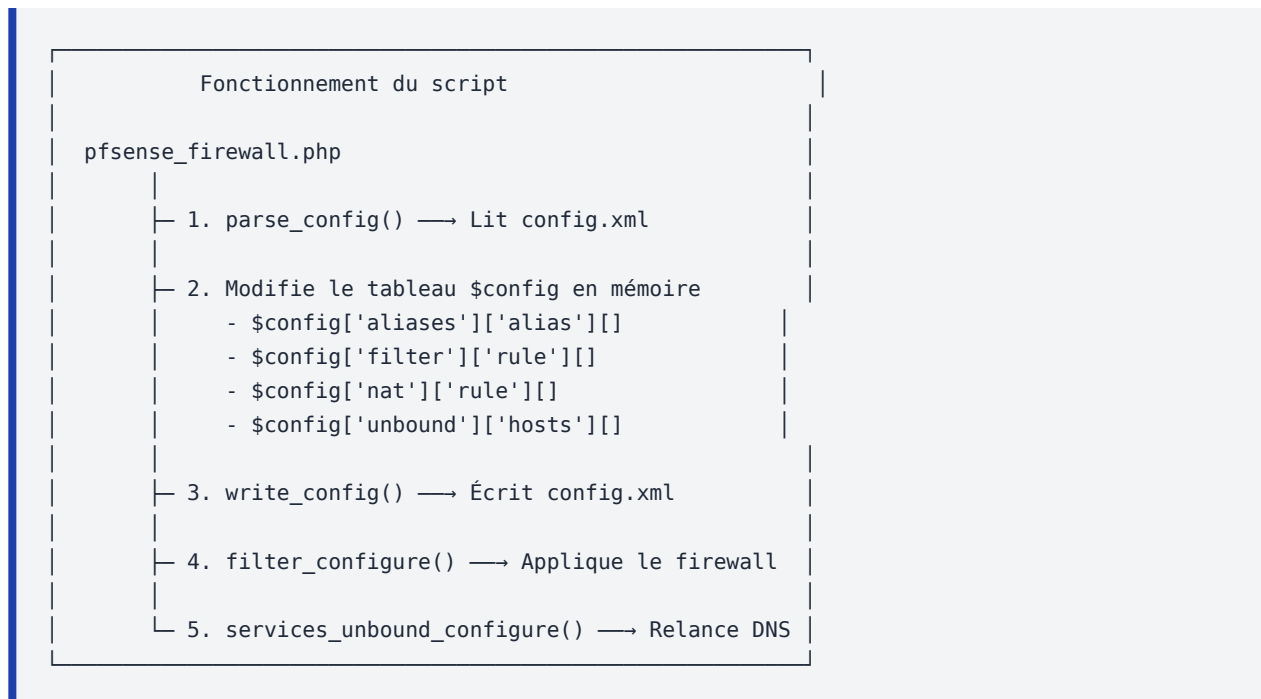 Fonctionnement du script
pfsense_firewall.php
├─ 1. parse_config() ──→ Lit config.xml
├─ 2. Modifie le tableau $config en mémoire
- $config['aliases']['alias'][]
- $config['filter']['rule'][]
- $config['nat']['rule'][]
- $config['unbound']['hosts'][]
├─ 3. write_config() ──→ Écrit config.xml
├─ 4. filter_configure() ──→ Applique le firewall
└─ 5. services_unbound_configure() ──→ Relance DNS